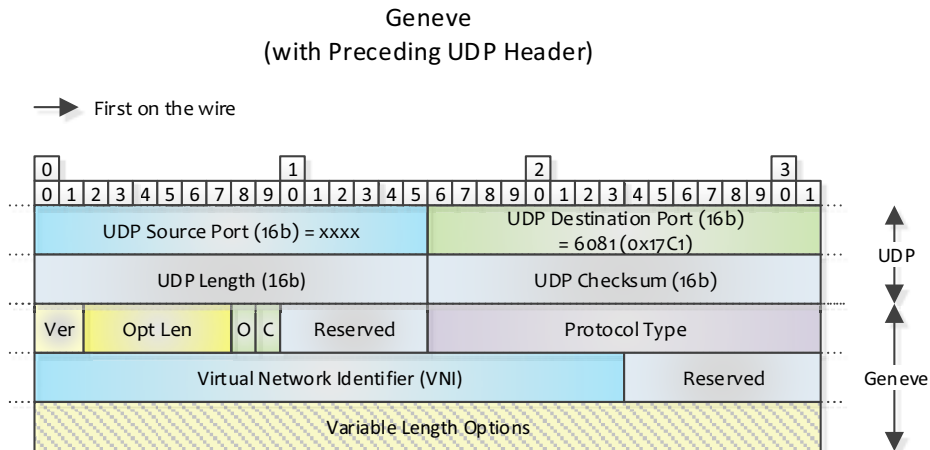 Geneve
(with Preceding UDP Header)
First on the wire
0 1 2 3
0 1 2 3 4 5 6 7 8 9 0 1 2 3 4 5 6 7 8 9 0 1 2 3 4 5 6 7 8 9 0 1
UDP Source Port (16b) = xxxx UDP Destination Port (16b)
= 6081 (0x17C1)
UDP
UDP Length (16b) UDP Checksum (16b)
Ver Opt Len O C Reserved Protocol Type
Virtual Network Identifier (VNI) Reserved Geneve
Variable Length Options